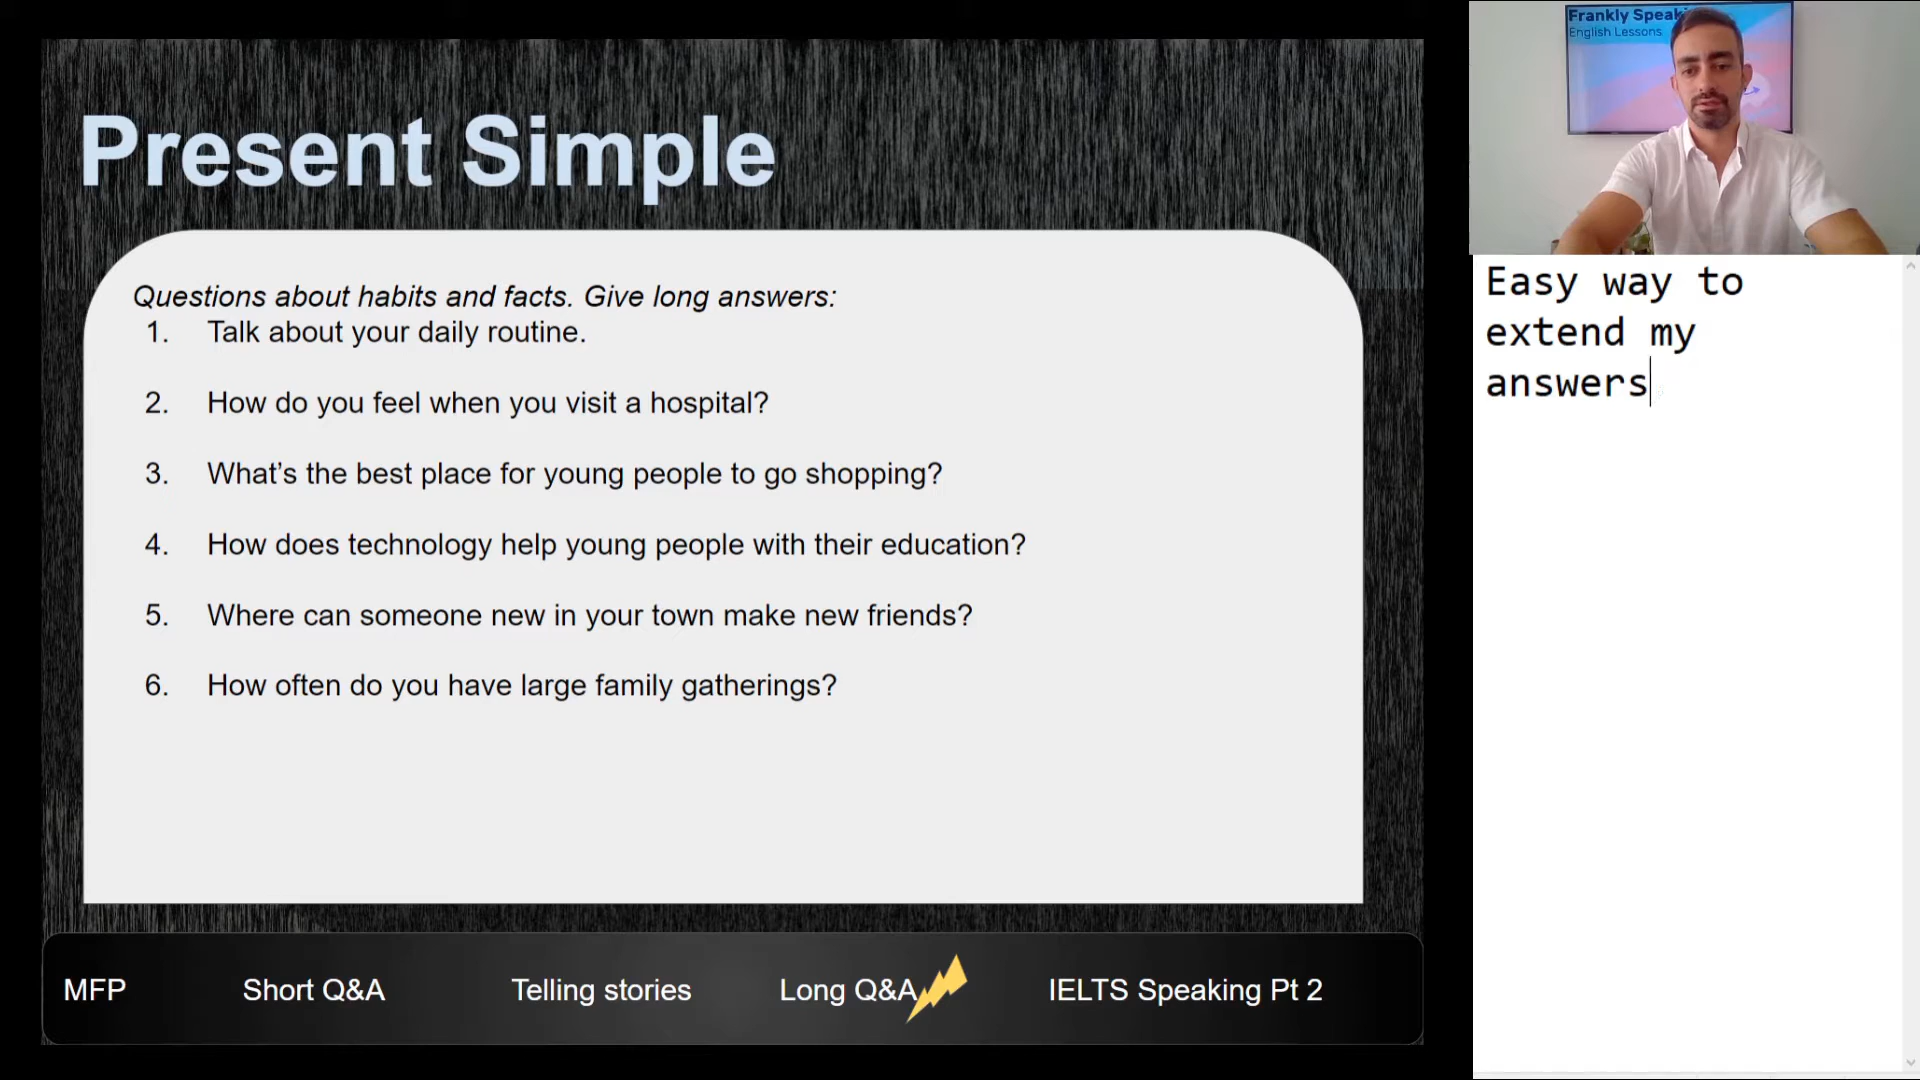 Present Simple
Questions about habits and facts. Give long answers:
1. Talk about your daily routine.
2. How do you feel when you visit a hospital?
3. What’s the best place for young people to go shopping?
4. How does technology help young people with their education?
5. Where can someone new in your town make new friends?
6. How often do you have large family gatherings?
MFP Short Q&A Telling stories Long Q&A IELTS Speaking Pt 2
Frankly Speaki
English Lessons
Easy way to
extend my
answers